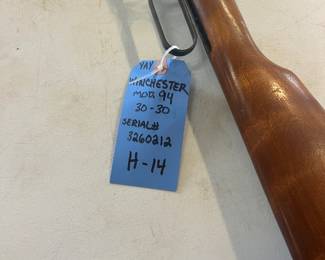 YAY
WINCHESTER
MOD. 94
30-30
SERIAL#
3260212
H-14